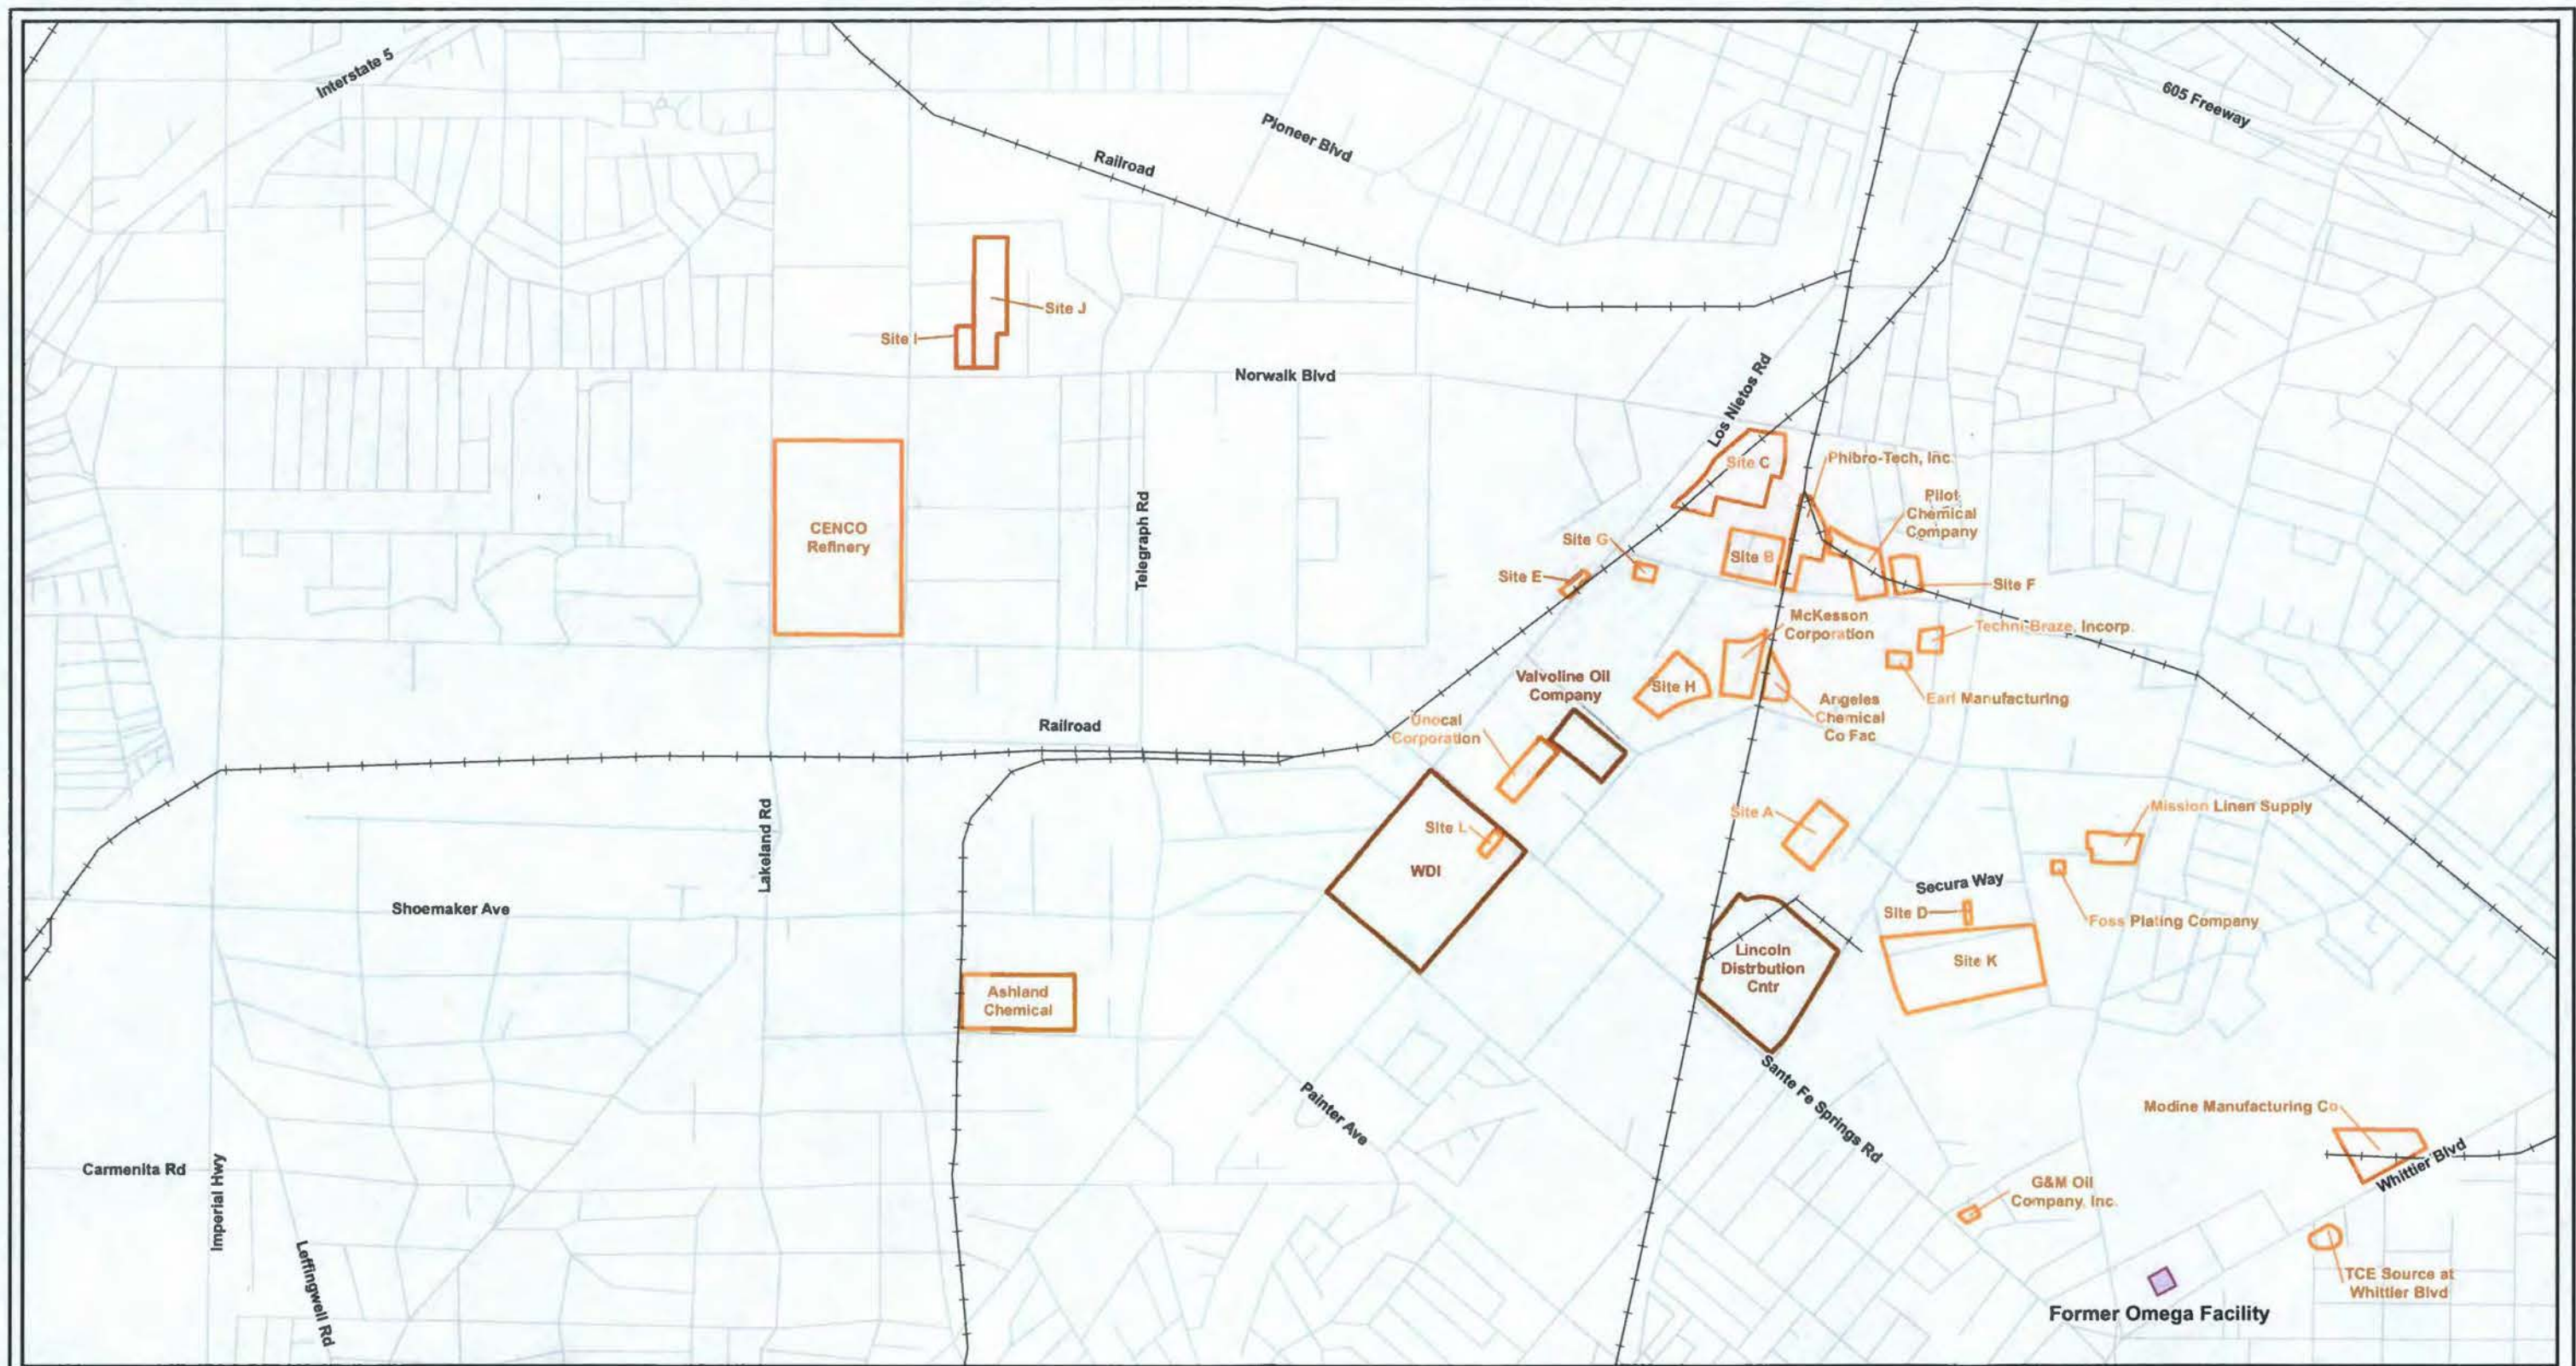 Interstate 5
605 Freeway
Pioneer Blvd
Railroad
Site J
Site I
Norwalk Blvd
Los Nietos Rd
Site C
Phibro-Tech, Inc.
Pilot
Chemical
Company
CENCO
Refinery
Telegraph Rd
Site G
Site B
Site E
Site F
McKesson
Corporation
Techni-Braze, Incorp.
Valvoline Oil
Company
Site H
Earl Manufacturing
Angeles
Chemical
Co Fac
Unocal
Corporation
Railroad
Lakeland Rd
Site A
Mission Linen Supply
Site L
WDI
Secura Way
Site D
Foss Plating Company
Shoemaker Ave
Lincoln
Distrbution
Cntr
Site K
Ashland
Chemical
Sante Fe Springs Rd
Painter Ave
Modine Manufacturing Co
Whittier Blvd
Carmenita Rd
Imperial Hwy
G&M Oil
Company, Inc.
Leffingwell Rd
TCE Source at
Whittier Blvd
Former Omega Facility